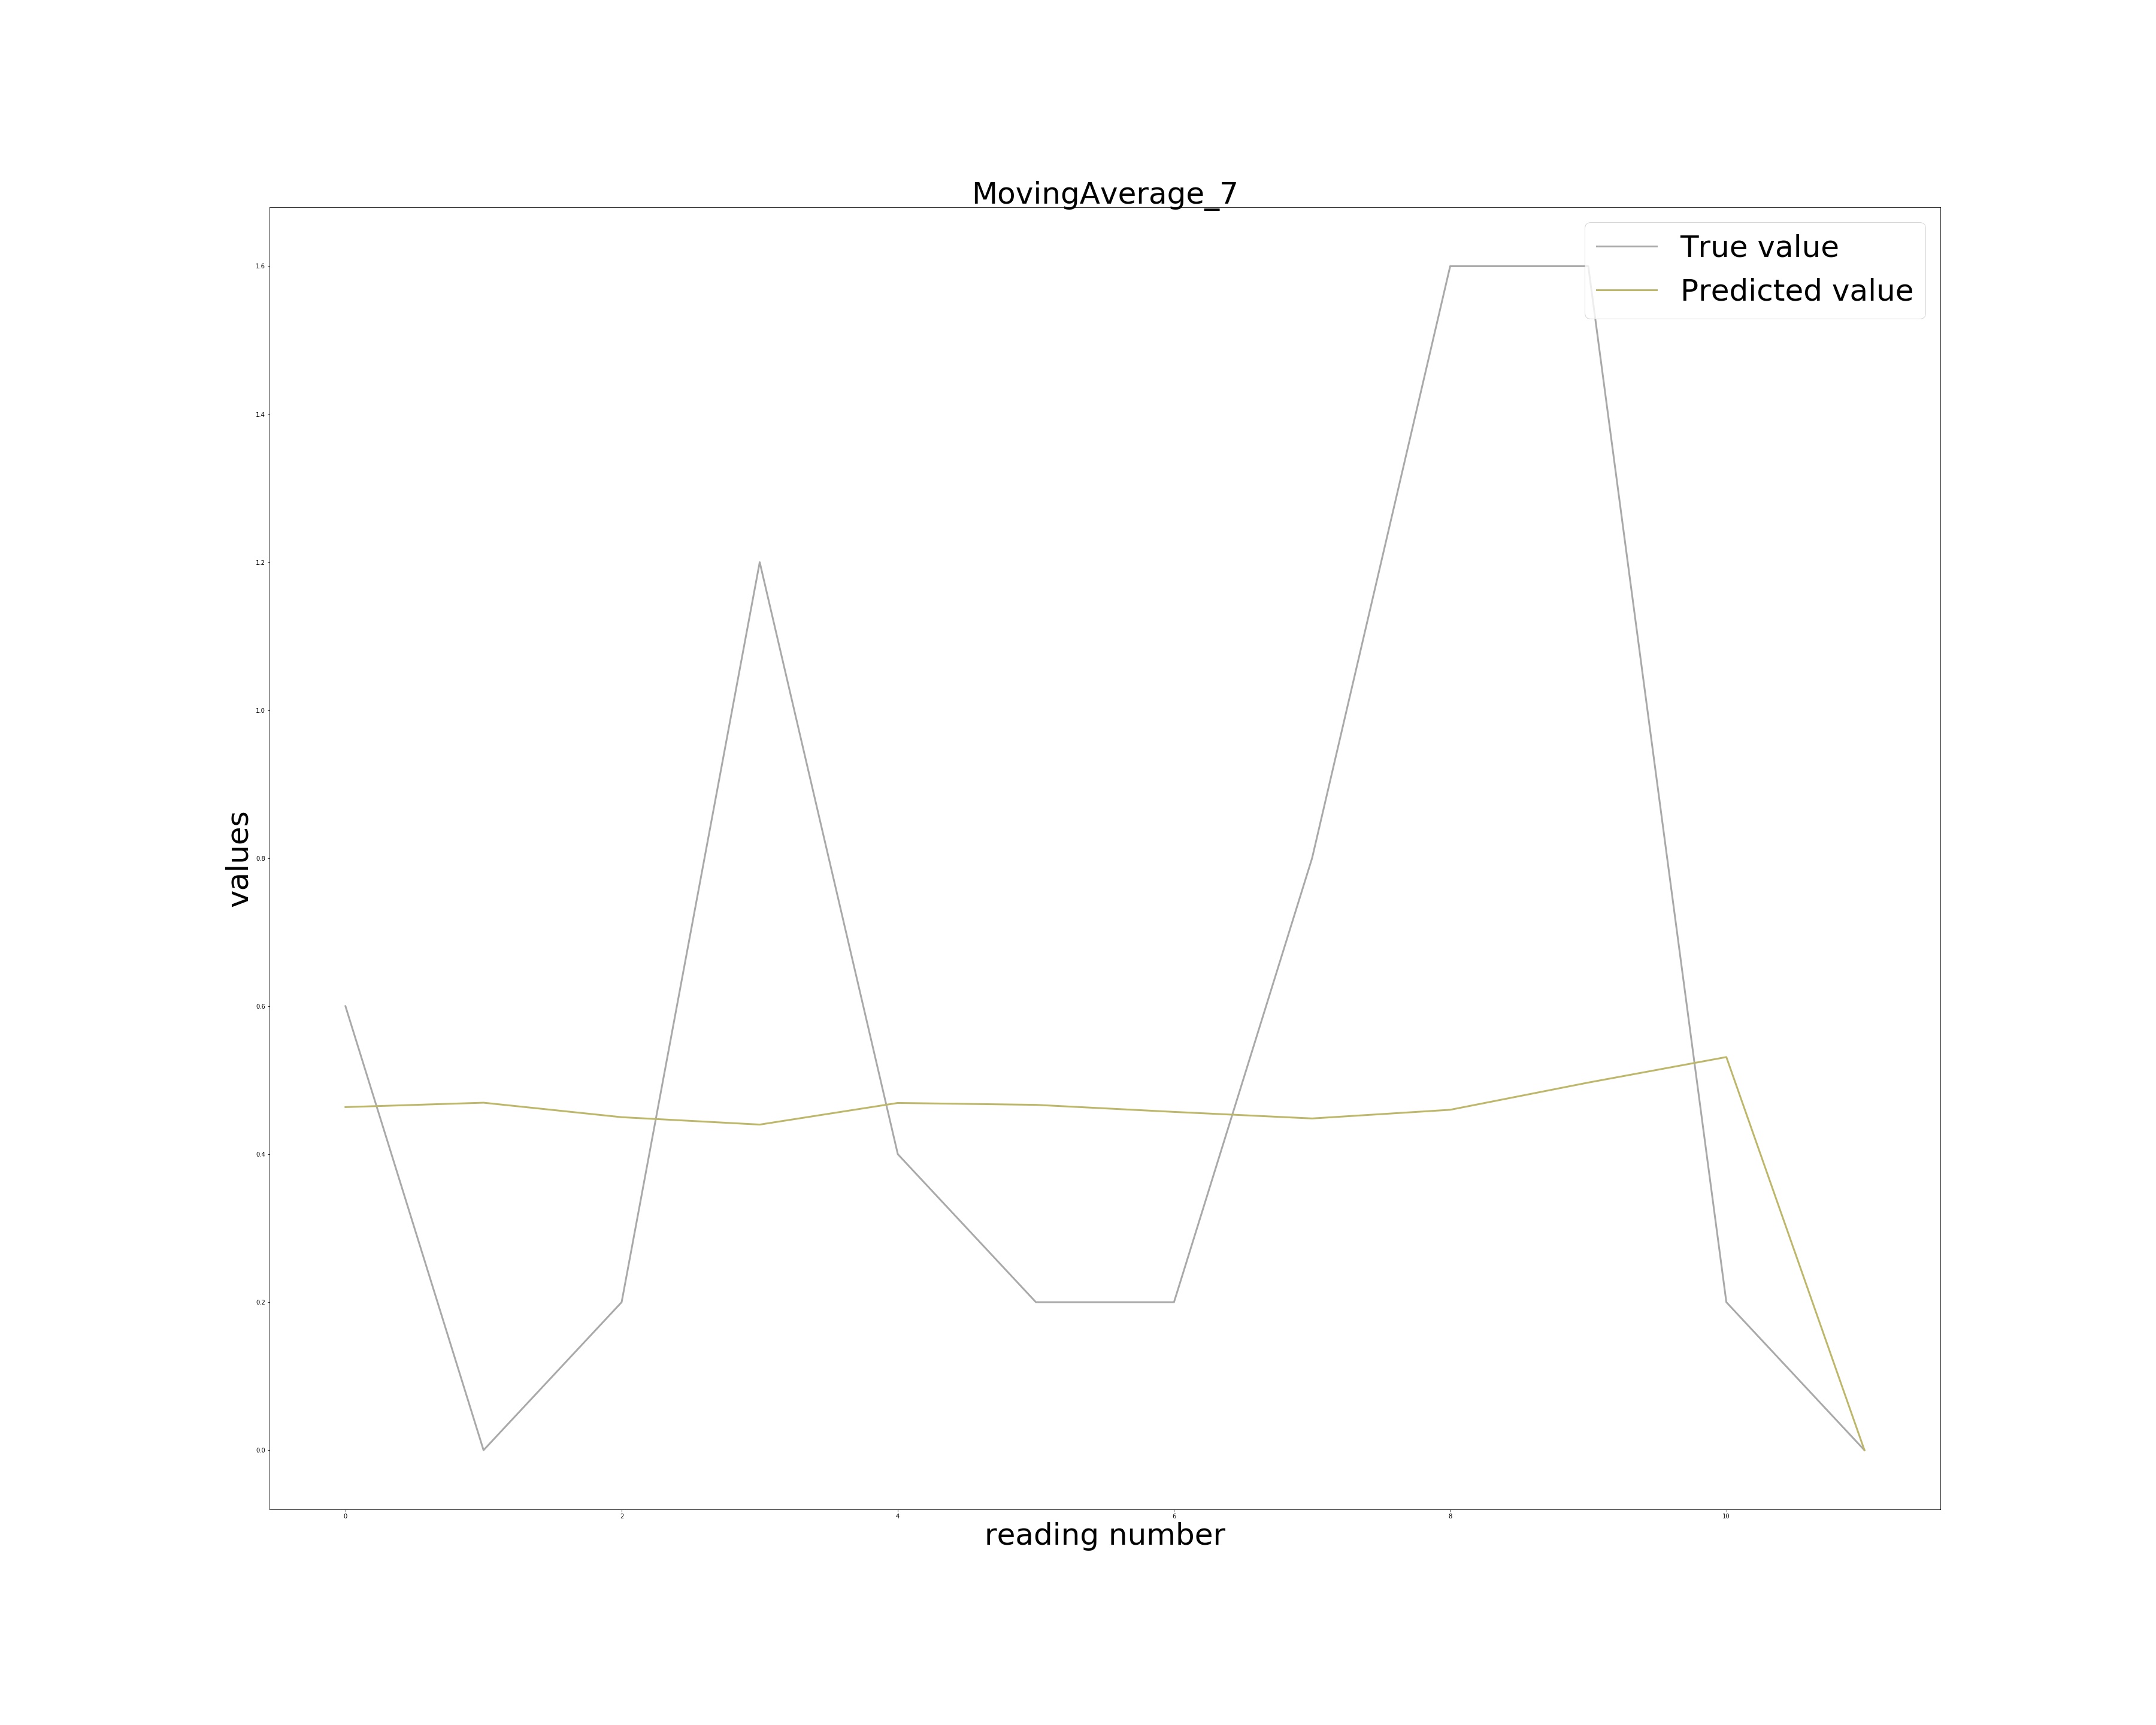 MovingAverage_7
True value
Predicted value
values
1.6
1.4
1.2
1.0
0.8
0.6
0.4
0.2
0.0
0 2 4 6 8 10
reading number